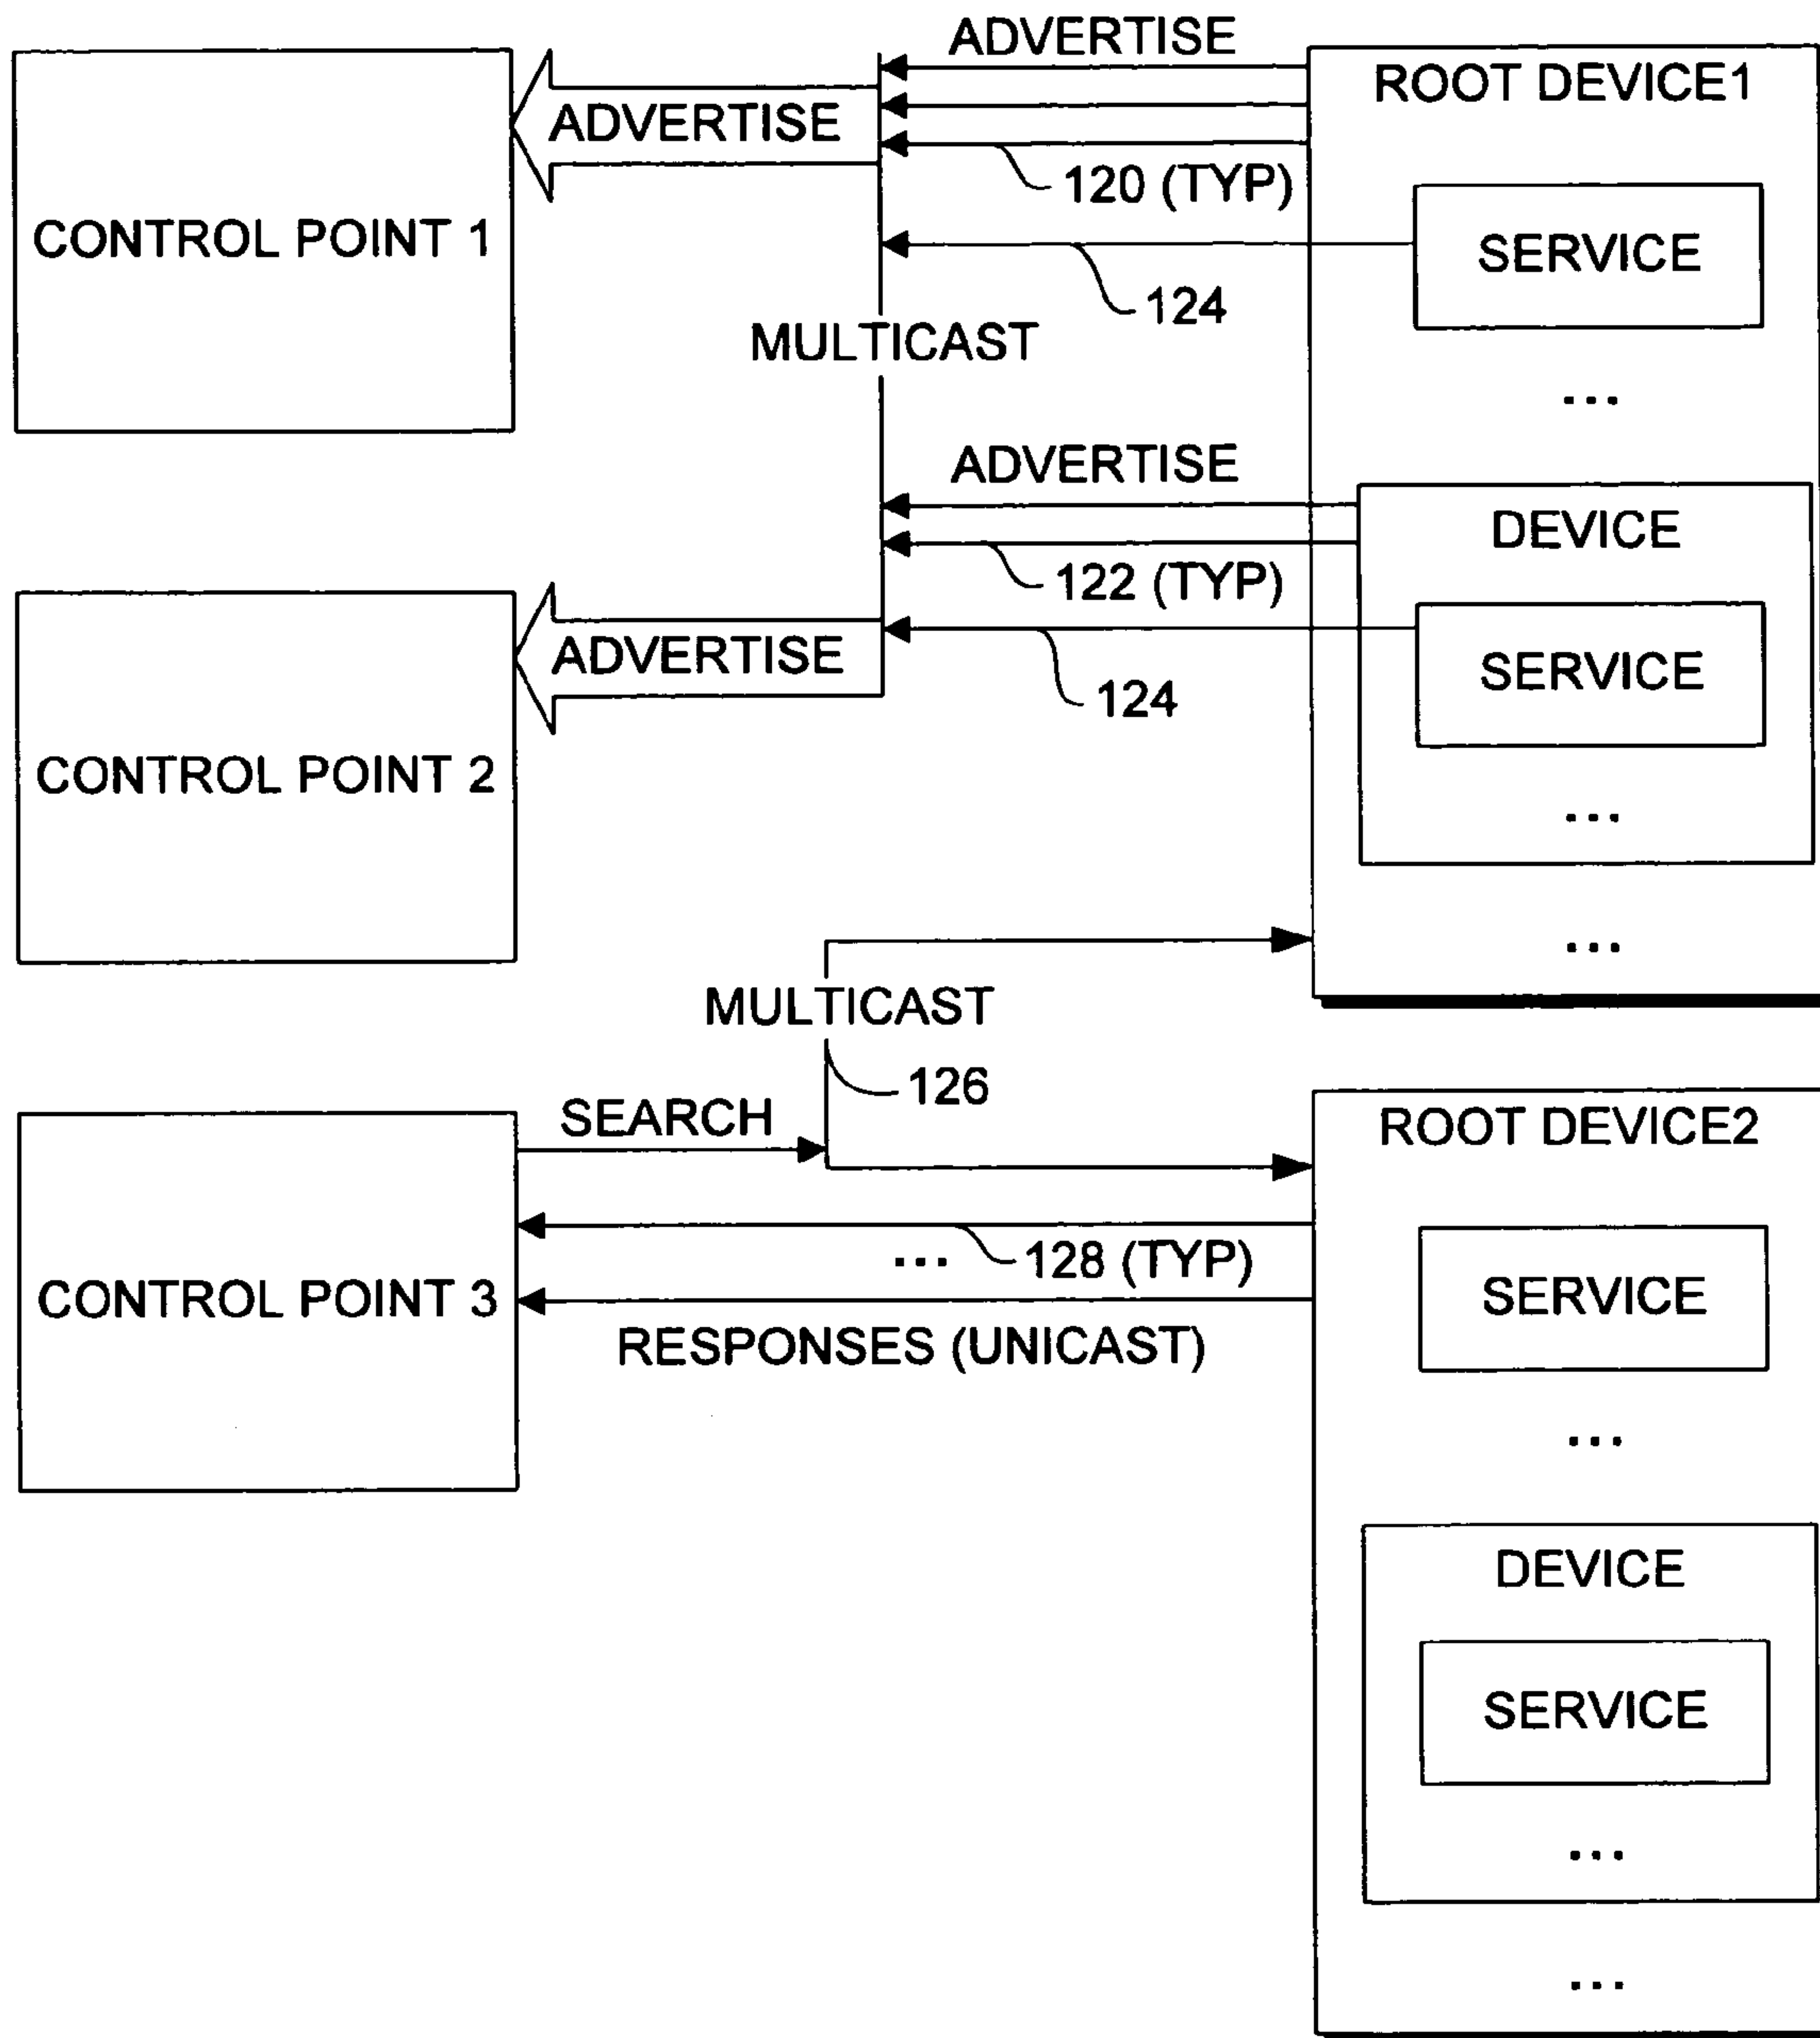 ADVERTISE
ROOT DEVICE1
ADVERTISE
120 (TYP)
CONTROL POINT 1
SERVICE
124
MULTICAST
...
ADVERTISE
DEVICE
122 (TYP)
ADVERTISE
SERVICE
124
CONTROL POINT 2
...
...
MULTICAST
126
SEARCH
ROOT DEVICE2
... 128 (TYP)
CONTROL POINT 3
SERVICE
RESPONSES (UNICAST)
...
DEVICE
SERVICE
...
...